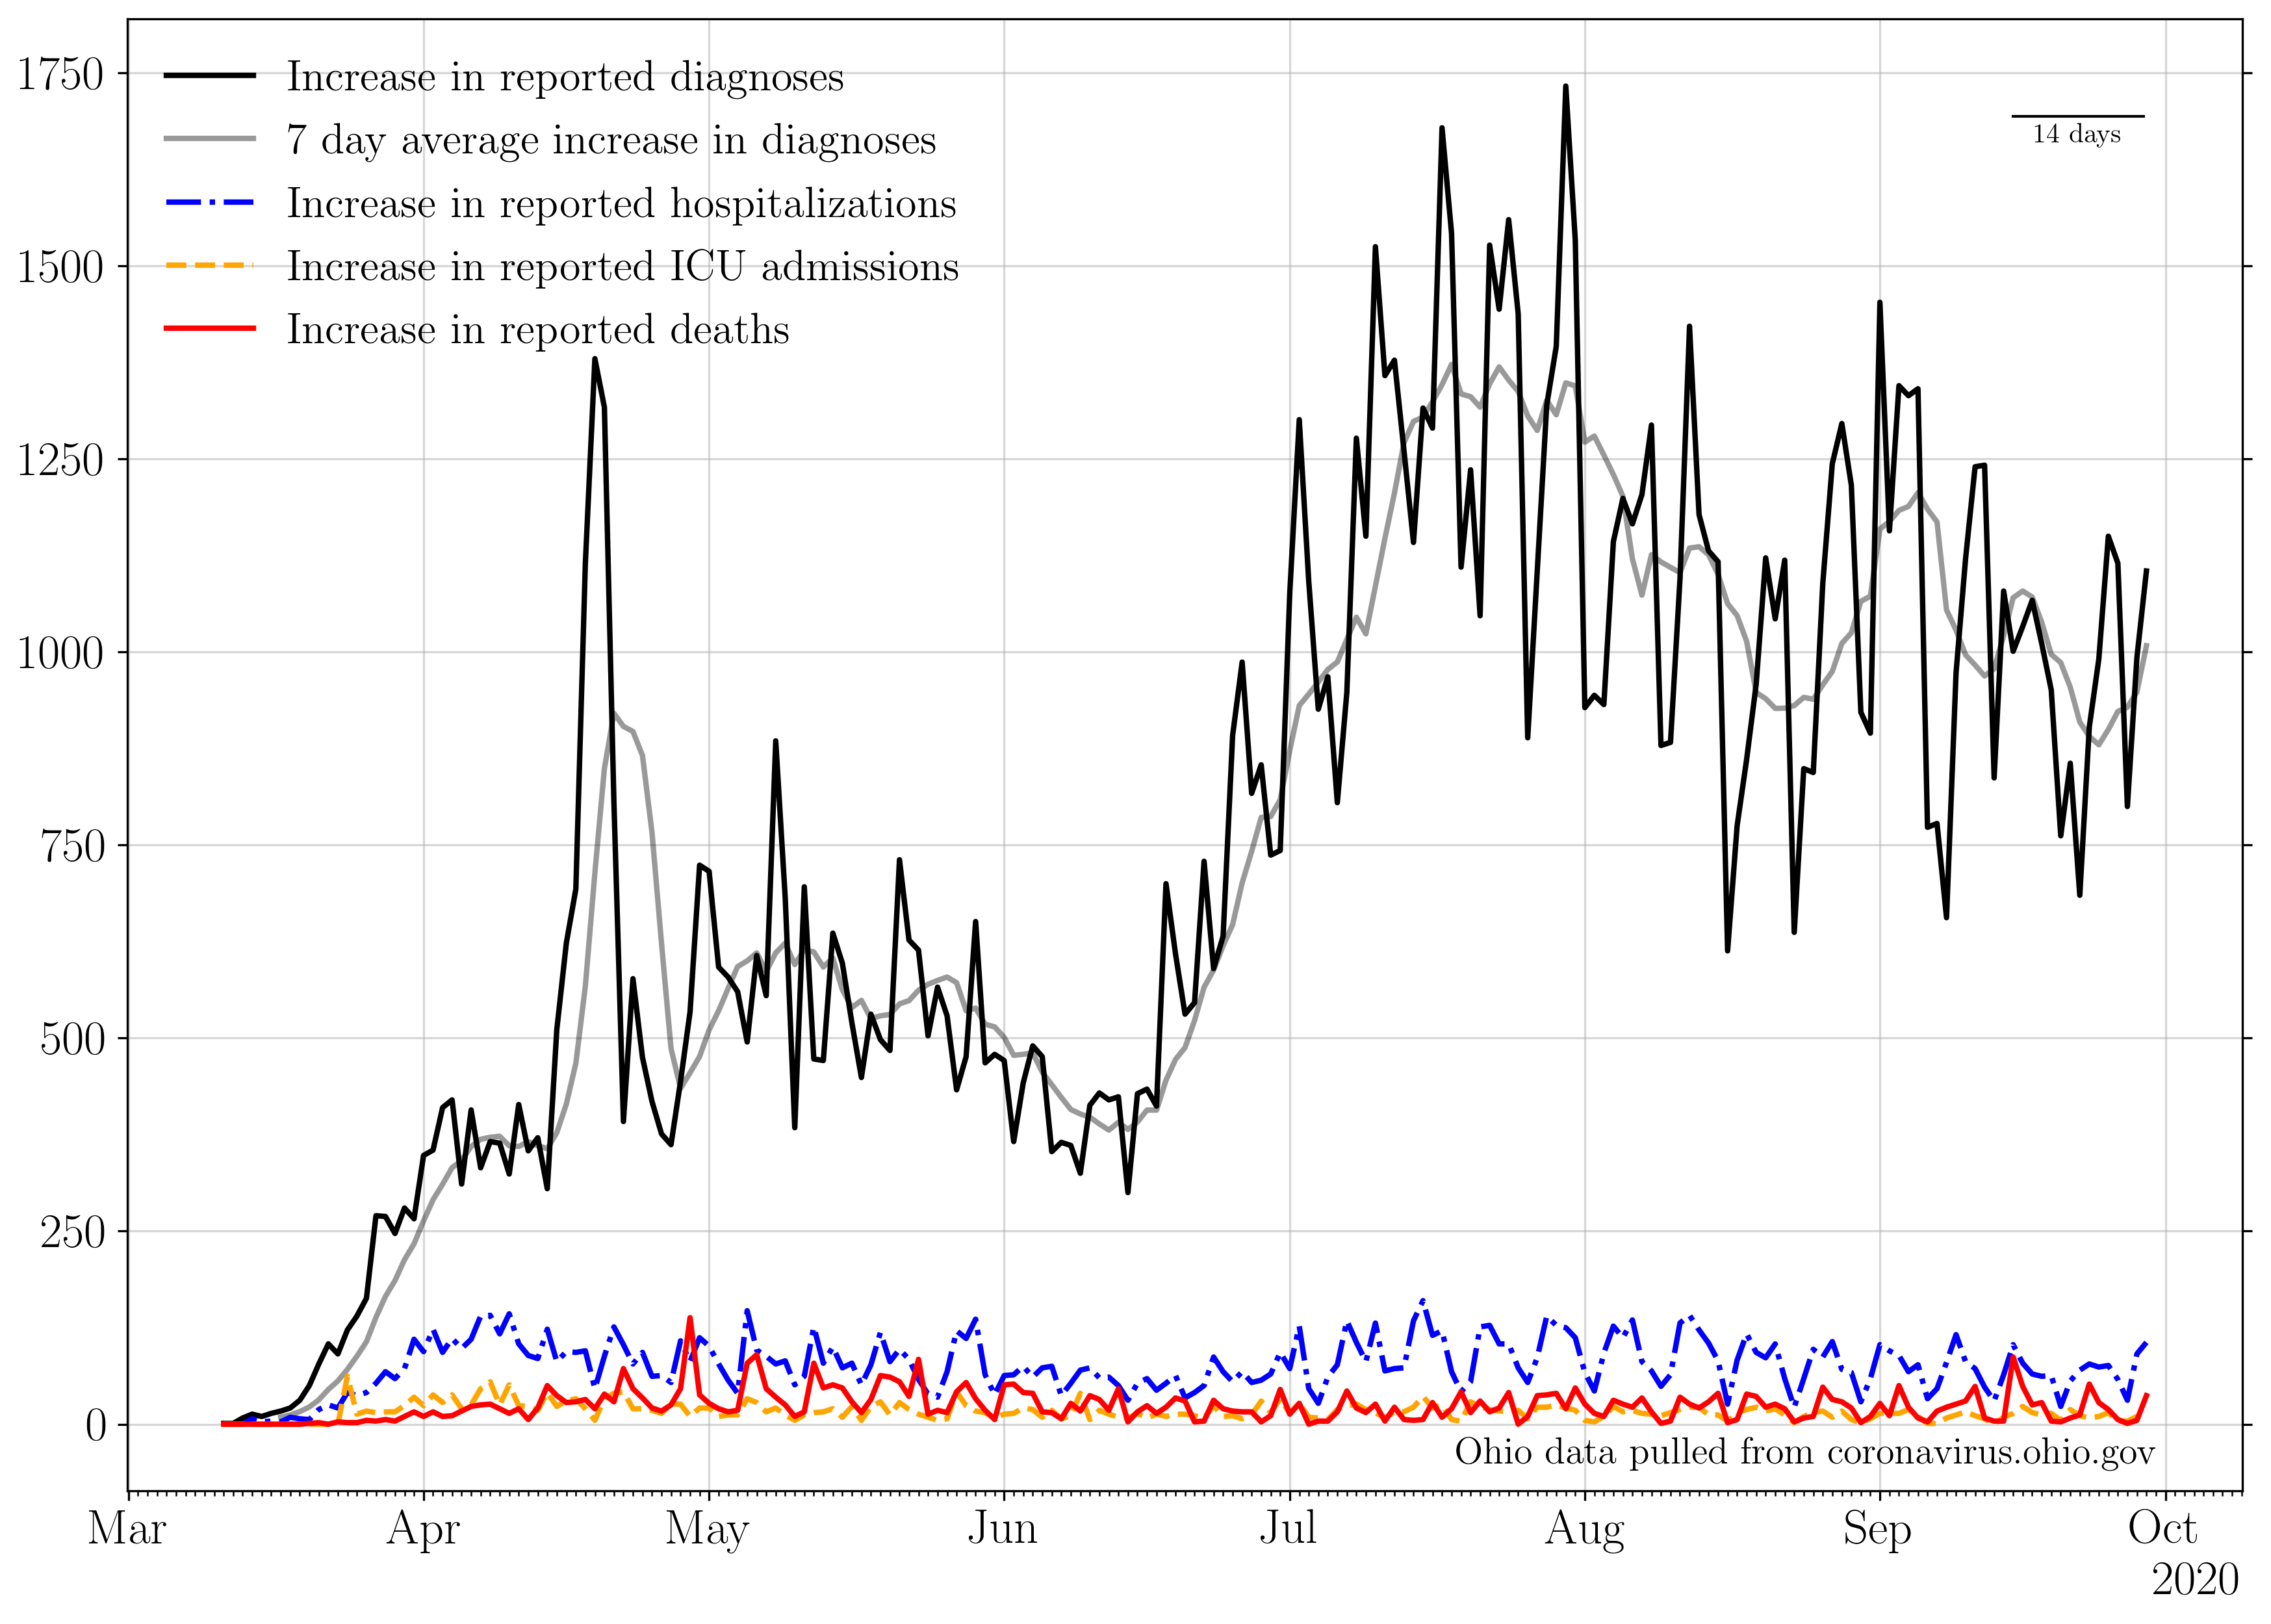 1750
1500
1250
1000
750
500
250
0
Increase in reported diagnoses
7 day average increase in diagnoses
Increase in reported hospitalizations
Increase in reported ICU admissions
Increase in reported deaths
14 days
Ohio data pulled from coronavirus.ohio.gov
Mar Apr May Jun Jul Aug Sep Oct
2020